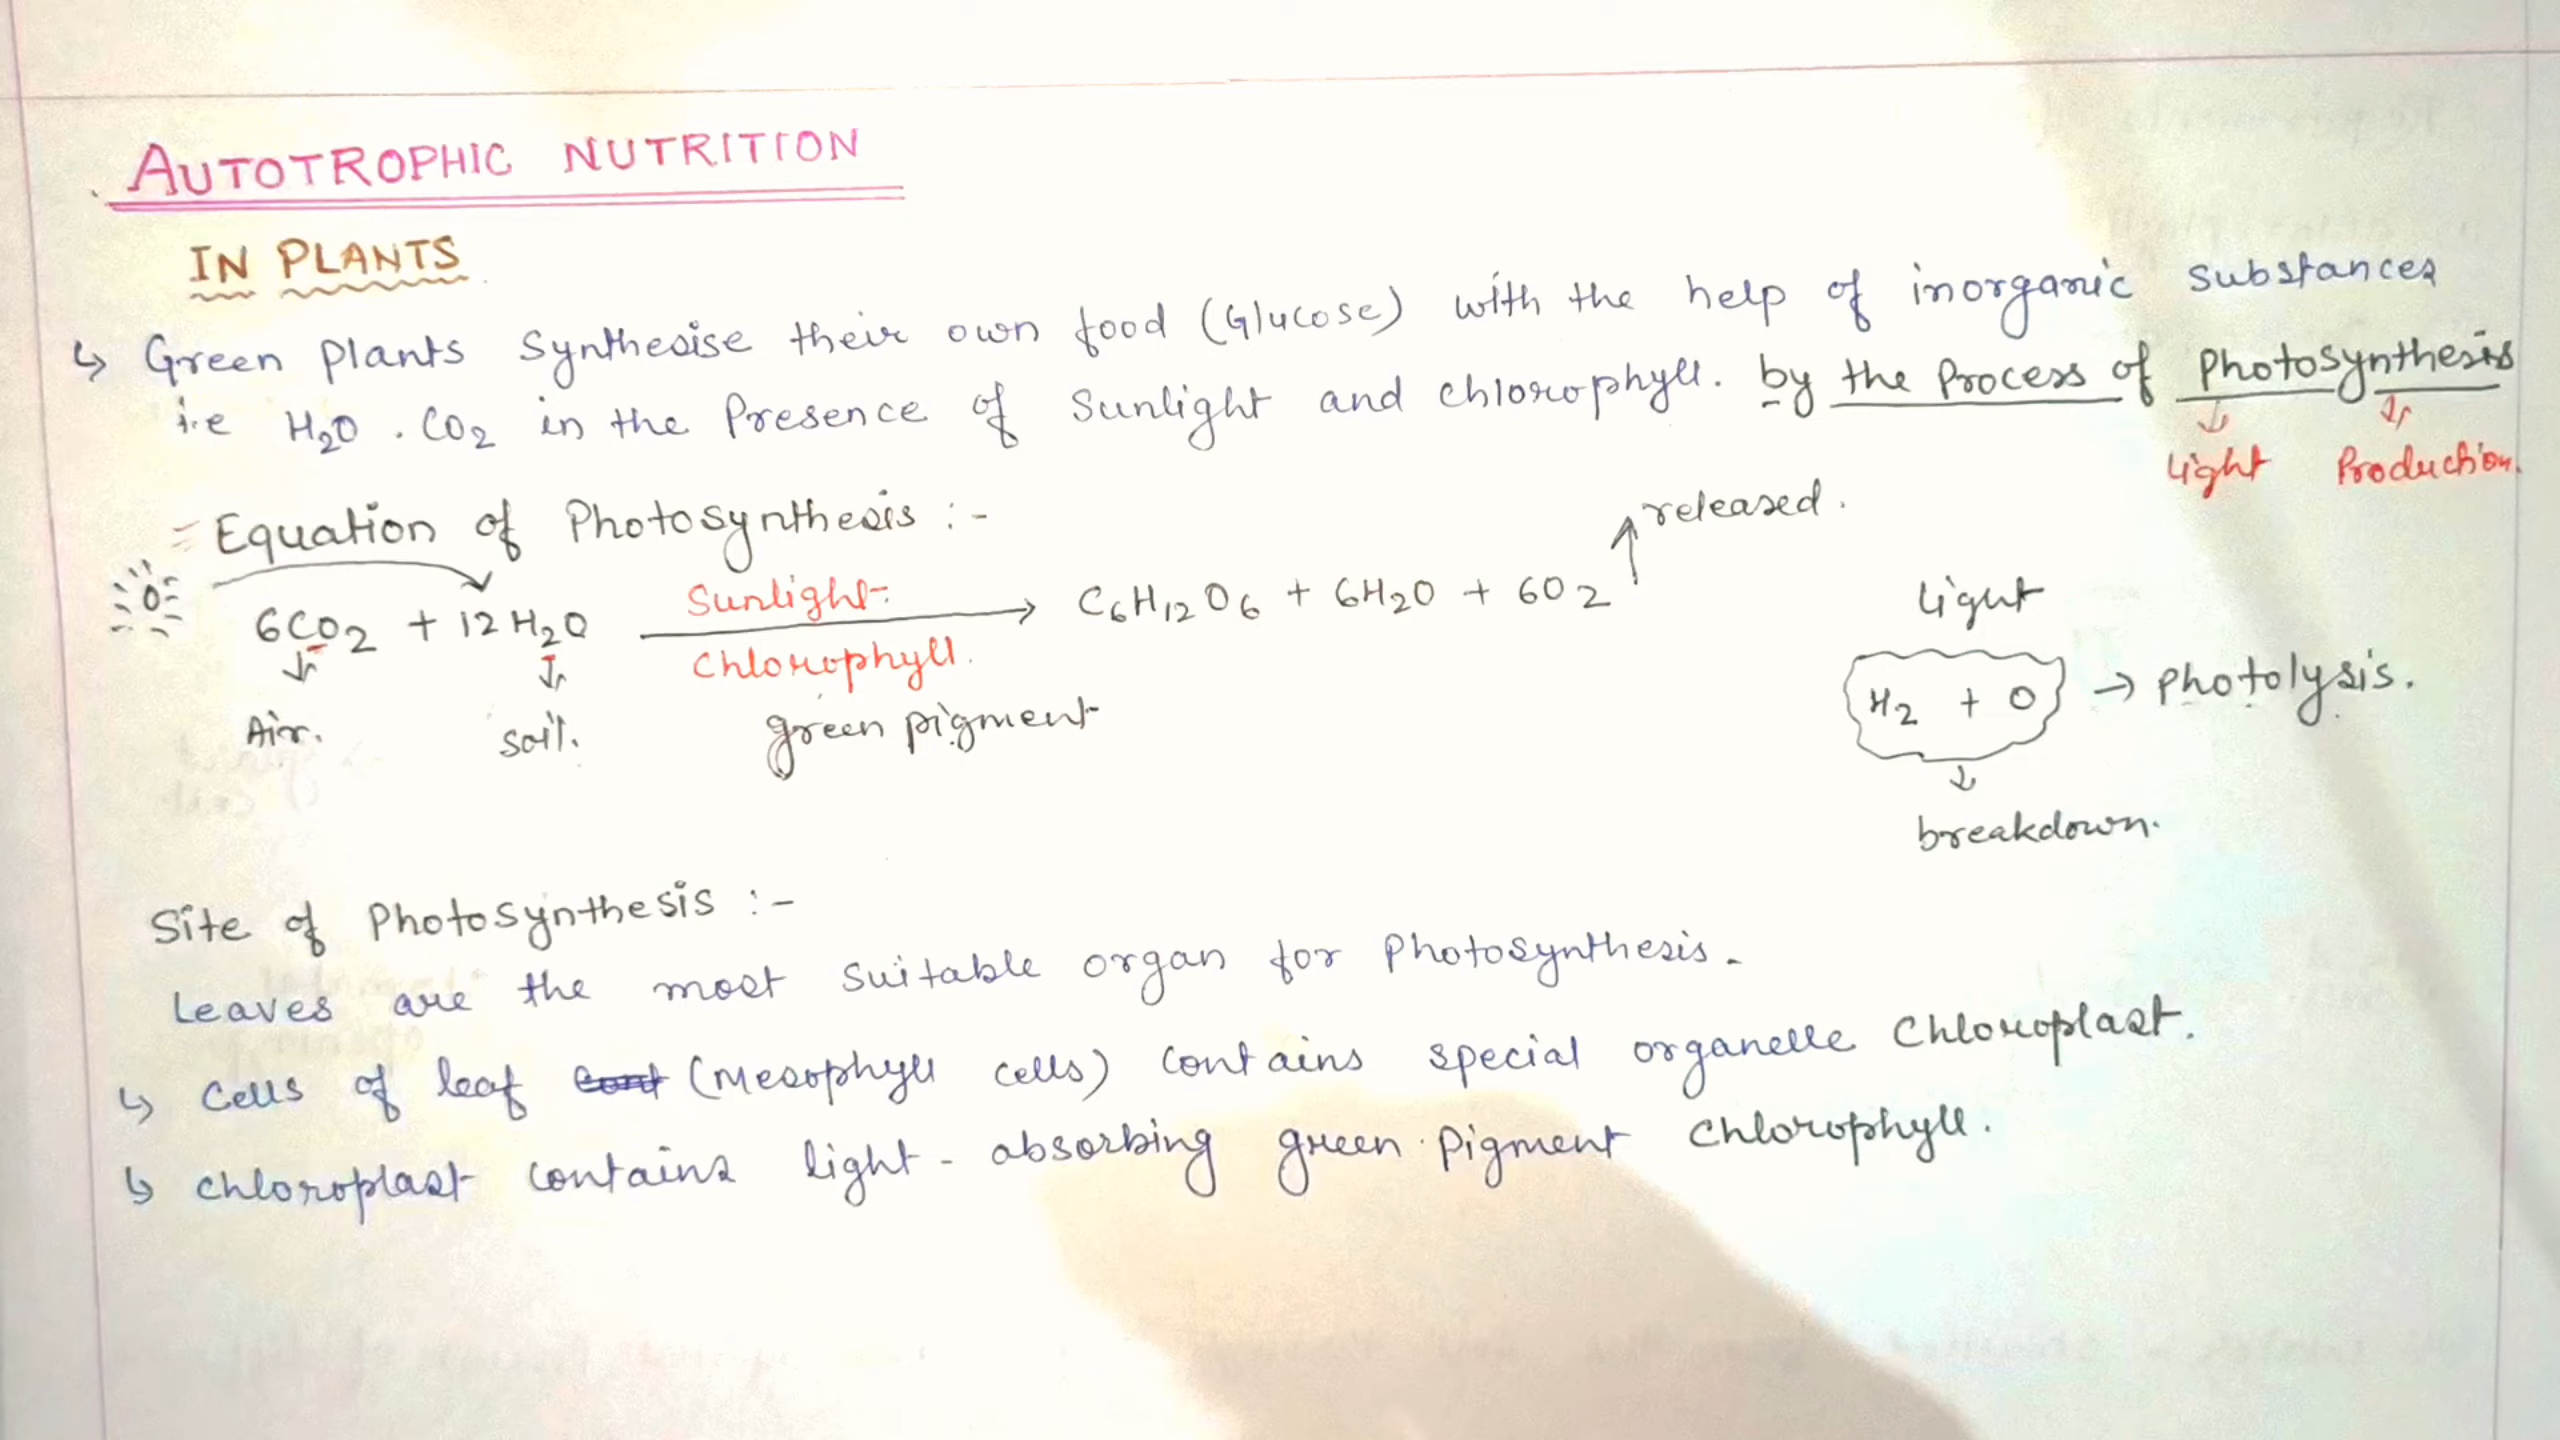 AUTOTROPHIC NUTRITION
IN PLANTS
↳ Green plants Synthesise their own food (Glucose) with the help of inorganic substances
i.e H2O . CO2 in the Presence of Sunlight and chlorophyll. by the Process of Photosynthesis
light Production.
Equation of Photosynthesis :-
released.
6CO2 + 12H2O Sunlight → C6H12O6 + 6H2O + 6O2 ↑
Chlorophyll.
Air. soil. green pigment
light
H2 + O → Photolysis.
breakdown.
Site of Photosynthesis :-
Leaves are the most suitable organ for Photosynthesis.
↳ Cells of leaf cont (Mesophyll cells) contains special organelle Chloroplast.
↳ chloroplast contains light - absorbing green pigment chlorophyll.